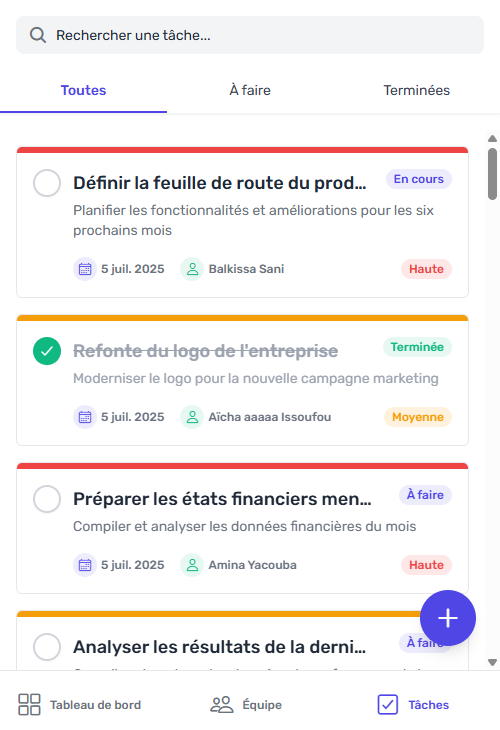 Rechercher une tâche...
Toutes
À faire
Terminées
Définir la feuille de route du prod...
En cours
Planifier les fonctionnalités et améliorations pour les six
prochains mois
5 juil. 2025
Balkissa Sani
Haute
Refonte du logo de l'entreprise
Terminée
Moderniser le logo pour la nouvelle campagne marketing
5 juil. 2025
Aïcha aaaaa Issoufou
Moyenne
Préparer les états financiers men...
À faire
Compiler et analyser les données financières du mois
5 juil. 2025
Amina Yacouba
Haute
Analyser les résultats de la derni...
À faire
Tableau de bord
Équipe
Tâches